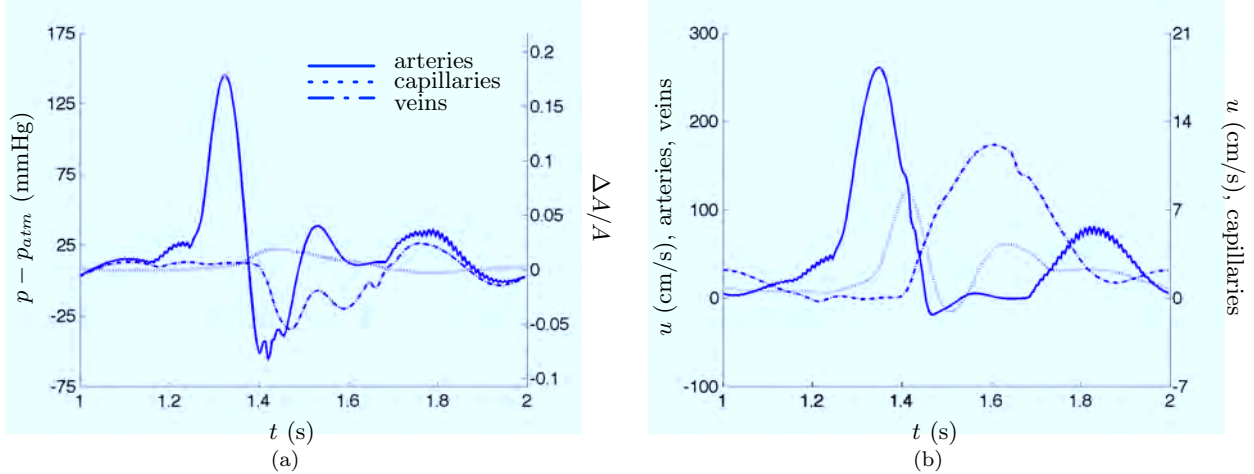 175
125
75
25
-25
-75
p − p_atm (mmHg)
arteries
capillaries
veins
0.2
0.15
0.1
0.05
0
-0.05
-0.1
ΔA/A
1 1.2 1.4 1.6 1.8 2
t (s)
(a)
300
200
100
0
-100
u (cm/s), arteries, veins
21
14
7
0
-7
u (cm/s), capillaries
1 1.2 1.4 1.6 1.8 2
t (s)
(b)